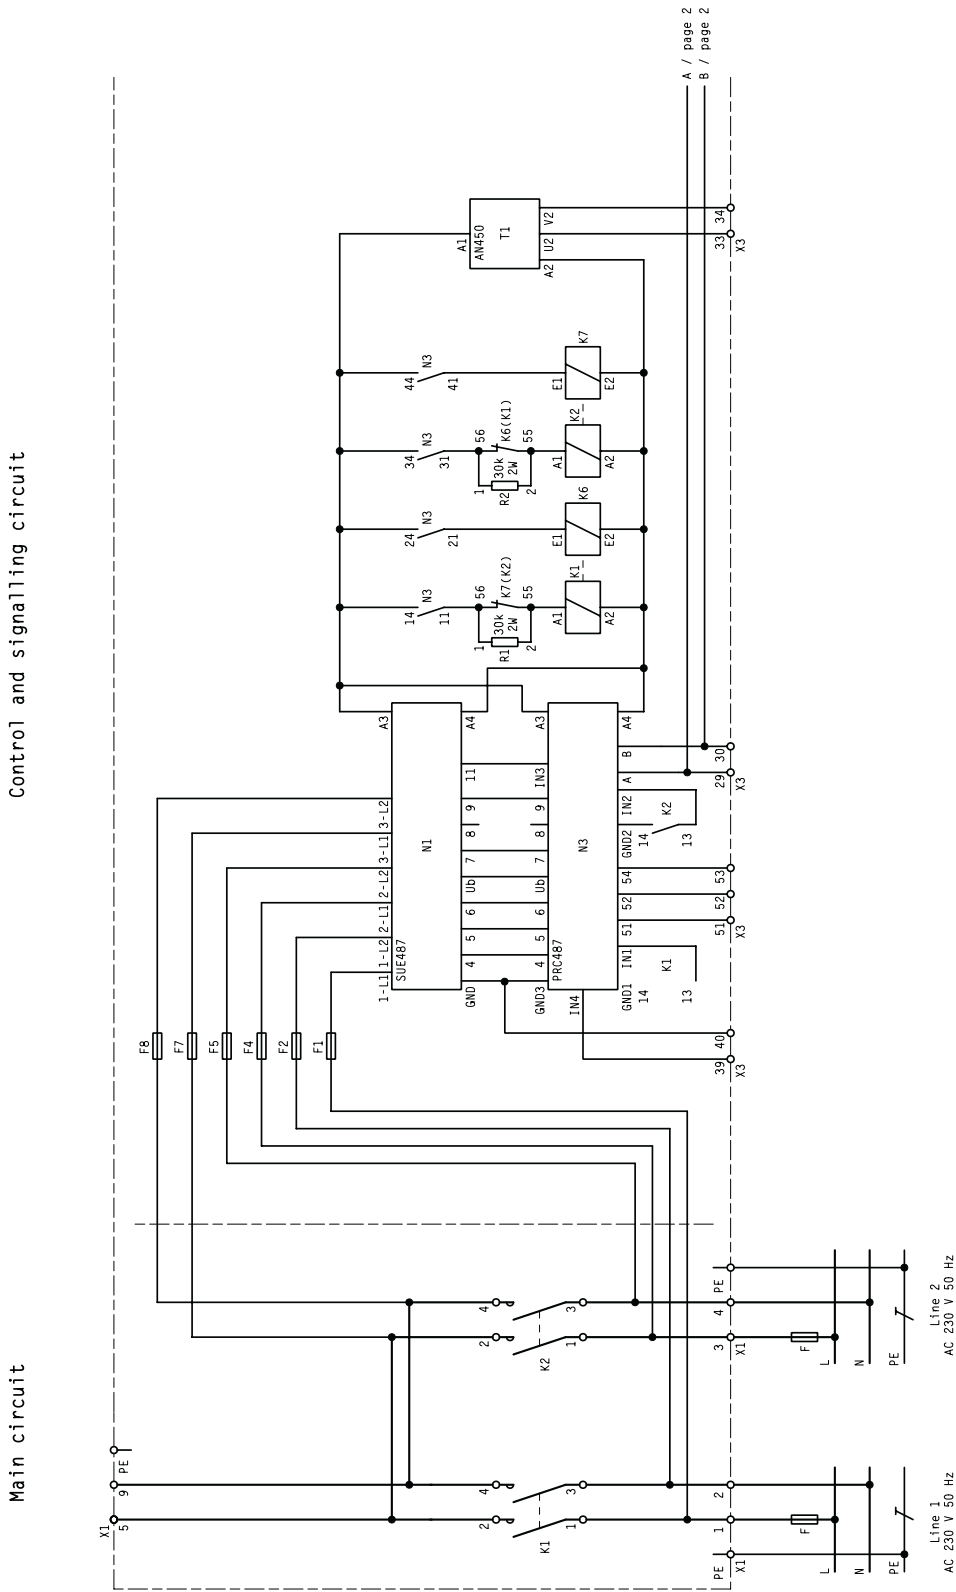 Main circuit
Control and signalling circuit
X1
5
9
PE
F8
F7
F5
F4
F2
F1
1-L1
1-L2
2-L1
2-L2
3-L1
3-L2
A3
SUE487
N1
GND
4
5
6
Ub
7
8
9
11
A4
GND3
4
5
6
Ub
7
8
9
IN3
A3
IN4
PRC487
N3
GND1
IN1
51
52
54
GND2
IN2
A
B
A4
14
K1
13
14
K2
13
39
40
X3
51
52
53
X3
29
30
X3
14
N3
11
24
N3
21
34
N3
31
44
N3
41
1
R1
30k
2W
2
56
K7(K2)
55
1
R2
30k
2W
2
56
K6(K1)
55
A1
K1
A2
E1
K6
E2
A1
K2
A2
E1
K7
E2
A1
AN450
T1
A2
U2
V2
33
34
X3
A / page 2
B / page 2
2
4
K1
1
3
2
4
K2
1
3
PE
X1
1
2
3
X1
4
PE
F
L
N
PE
Line 1
AC 230 V 50 Hz
F
L
N
PE
Line 2
AC 230 V 50 Hz